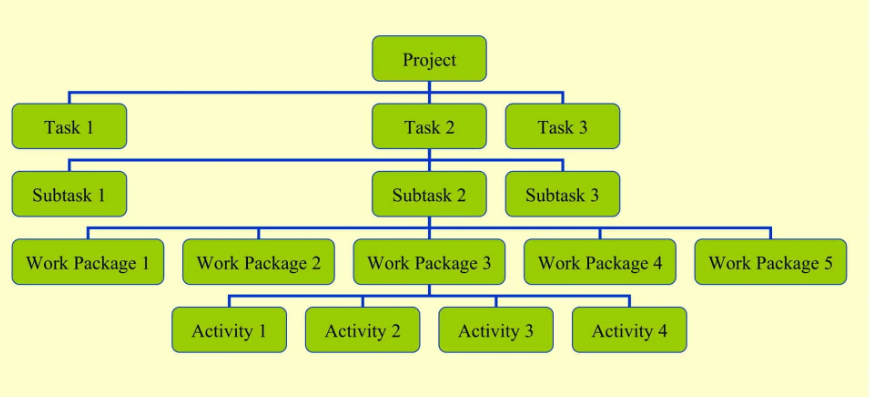 Project
Task 1
Task 2
Task 3
Subtask 1
Subtask 2
Subtask 3
Work Package 1
Work Package 2
Work Package 3
Work Package 4
Work Package 5
Activity 1
Activity 2
Activity 3
Activity 4